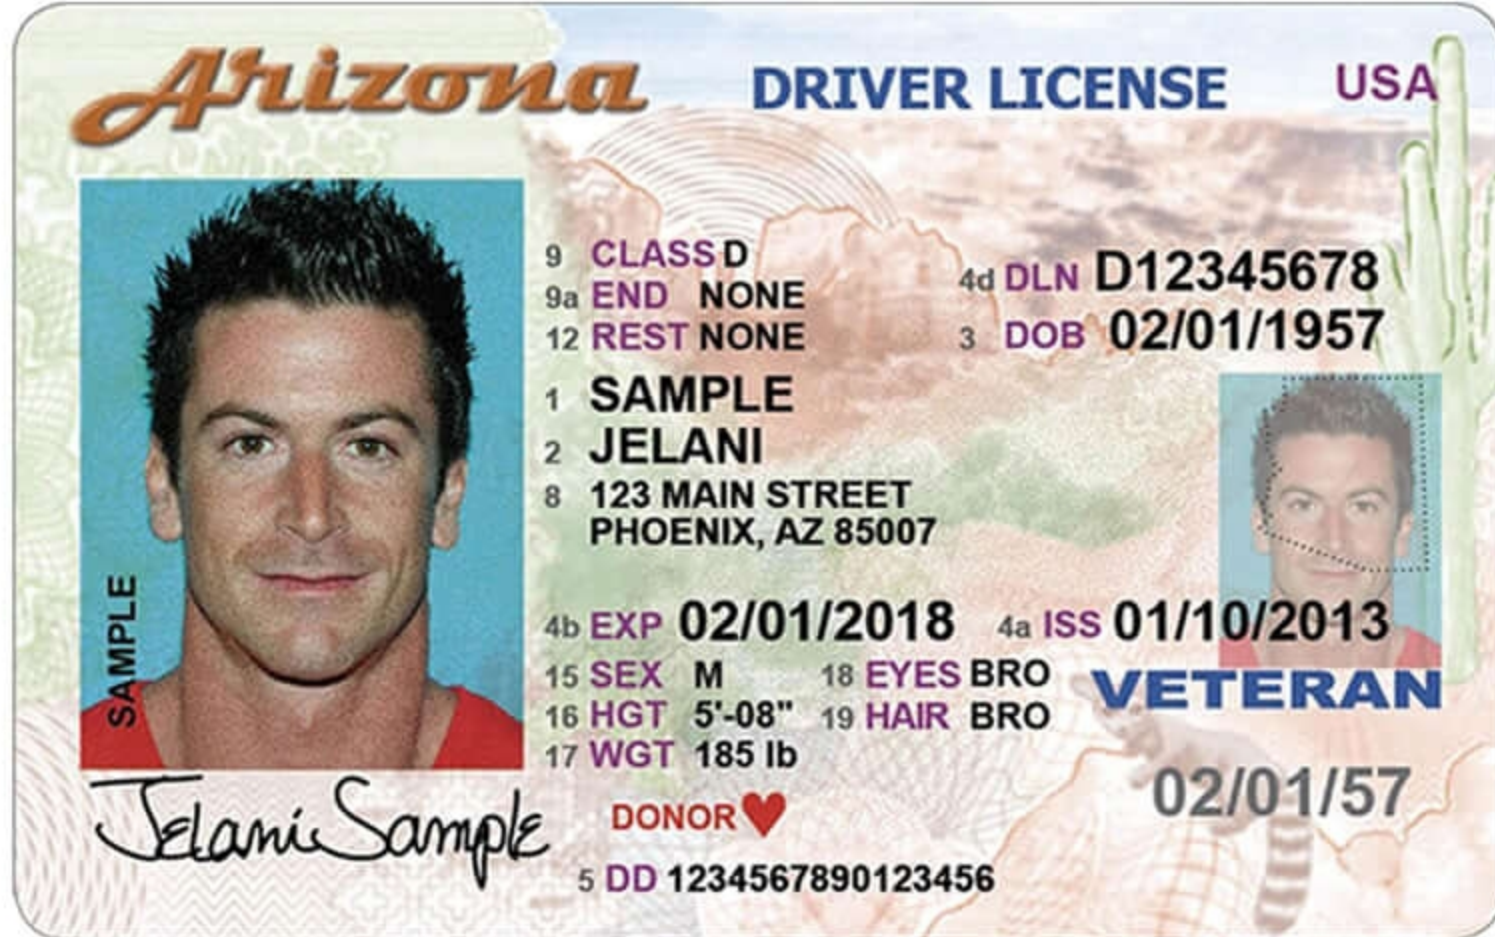 Arizona DRIVER LICENSE USA
9 CLASS D
9a END NONE
12 REST NONE
4d DLN D12345678
3 DOB 02/01/1957
1 SAMPLE
2 JELANI
8 123 MAIN STREET
PHOENIX, AZ 85007
4b EXP 02/01/2018 4a ISS 01/10/2013
15 SEX M 18 EYES BRO
16 HGT 5'-08" 19 HAIR BRO
17 WGT 185 lb
VETERAN
02/01/57
SAMPLE
Jelani Sample
DONOR
5 DD 1234567890123456